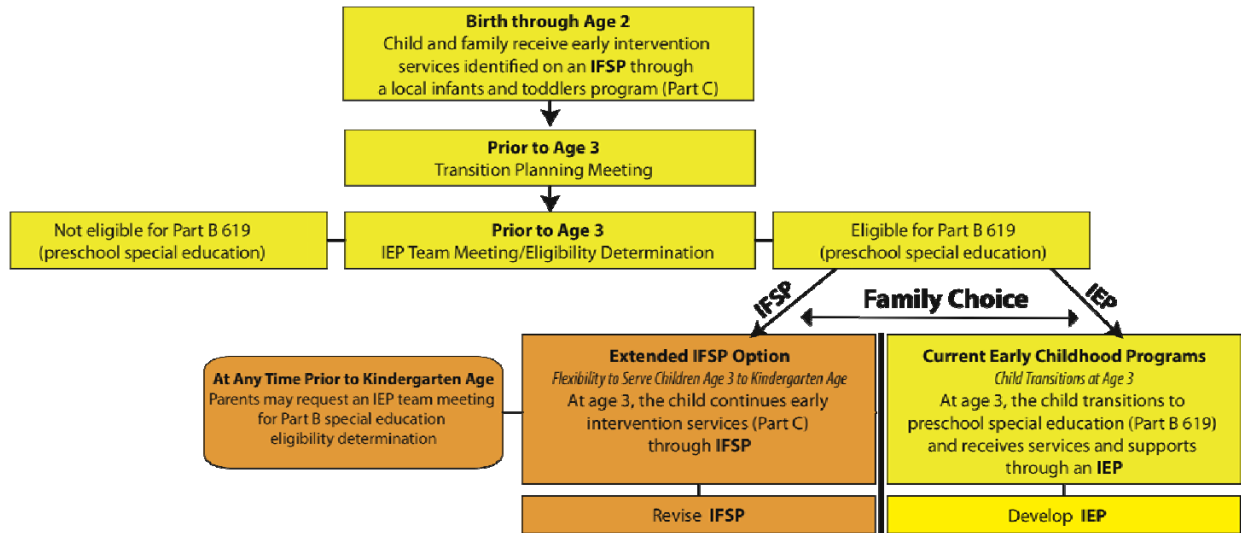 Birth through Age 2
Child and family receive early intervention
services identified on an IFSP through
a local infants and toddlers program (Part C)
Prior to Age 3
Transition Planning Meeting
Not eligible for Part B 619
(preschool special education)
Prior to Age 3
IEP Team Meeting/Eligibility Determination
Eligible for Part B 619
(preschool special education)
IFSP
Family Choice
IEP
At Any Time Prior to Kindergarten Age
Parents may request an IEP team meeting
for Part B special education
eligibility determination
Extended IFSP Option
Flexibility to Serve Children Age 3 to Kindergarten Age
At age 3, the child continues early
intervention services (Part C)
through IFSP
Current Early Childhood Programs
Child Transitions at Age 3
At age 3, the child transitions to
preschool special education (Part B 619)
and receives services and supports
through an IEP
Revise IFSP
Develop IEP